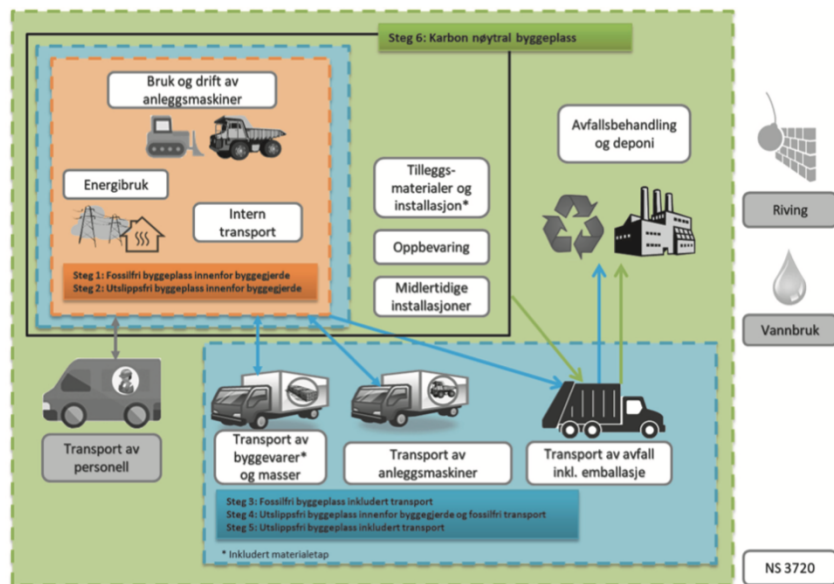 Steg 6: Karbon nøytral byggeplass
Bruk og drift av
anleggsmaskiner
Energibruk
Intern
transport
Steg 1: Fossilfri byggeplass innenfor byggegjerde
Steg 2: Utslippsfri byggeplass innenfor byggegjerde
Tilleggs-
materialer og
installasjon*
Oppbevaring
Midlertidige
installasjoner
Avfallsbehandling
og deponi
Riving
Vannbruk
Transport av
personell
Transport av
byggevarer*
og masser
Transport av
anleggsmaskiner
Transport av avfall
inkl. emballasje
Steg 3: Fossilfri byggeplass inkludert transport
Steg 4: Utslippsfri byggeplass innenfor byggegjerde og fossilfri transport
Steg 5: Utslippsfri byggeplass inkludert transport
* Inkludert materialetap
NS 3720